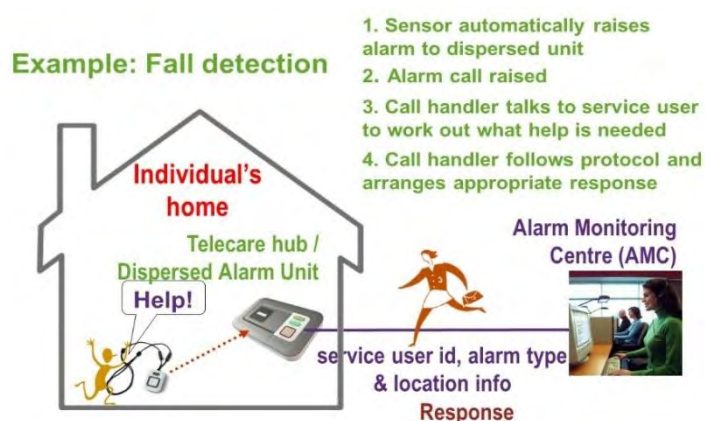 Example: Fall detection
1. Sensor automatically raises
alarm to dispersed unit
2. Alarm call raised
3. Call handler talks to service user
to work out what help is needed
4. Call handler follows protocol and
arranges appropriate response
Individual's
home
Telecare hub /
Dispersed Alarm Unit
Help!
Alarm Monitoring
Centre (AMC)
service user id, alarm type
& location info
Response